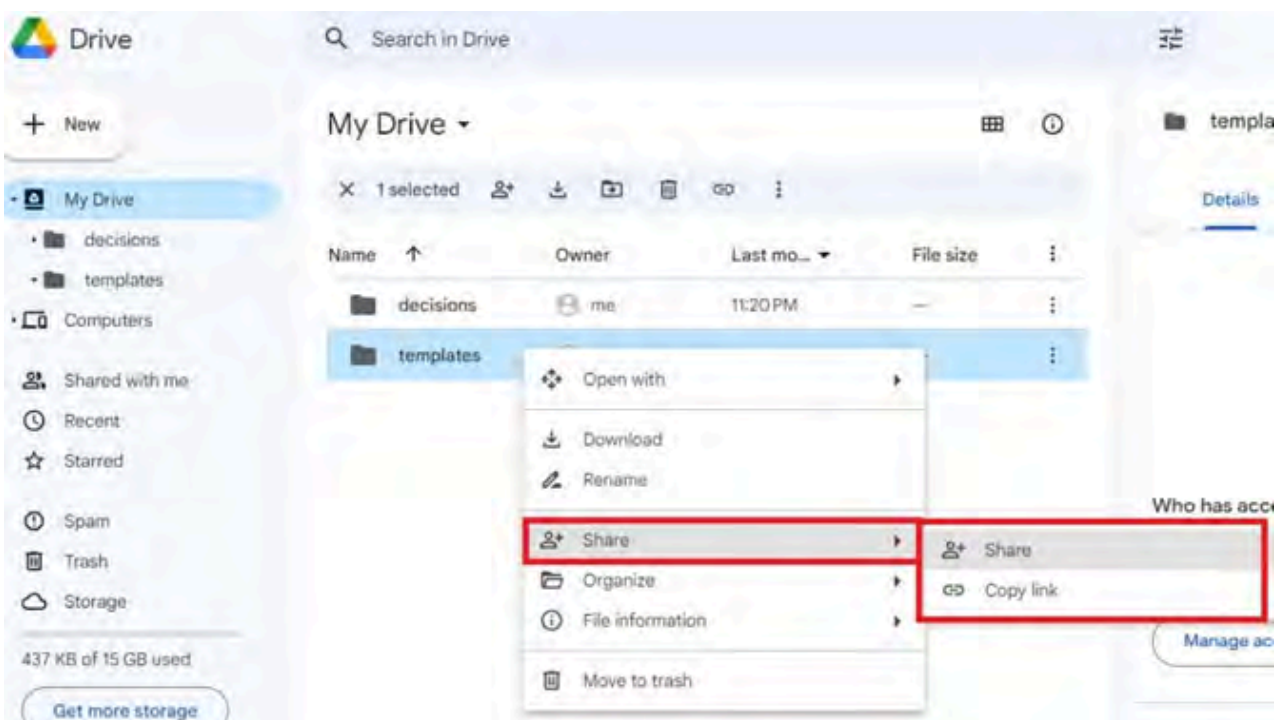 Drive
Search in Drive
New
My Drive
decisions
templates
Computers
Shared with me
Recent
Starred
Spam
Trash
Storage
437 KB of 15 GB used
Get more storage
My Drive
1 selected
Name Owner Last mo... File size
decisions me 11:20 PM —
templates
Open with
Download
Rename
Share
Organize
File information
Move to trash
Share
Copy link
templa
Details
Who has acce
Manage acc